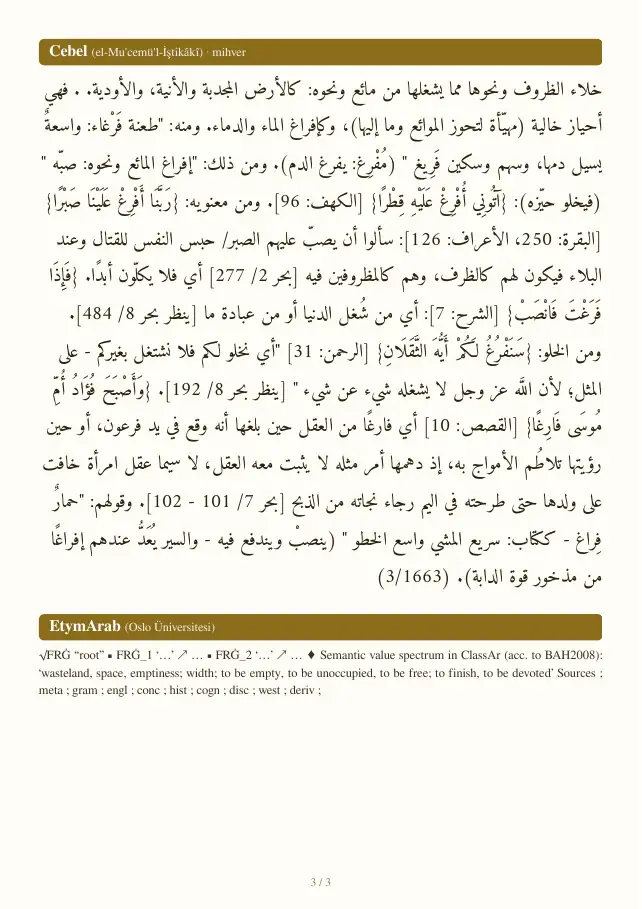 Cebel (el-Mu'cemü'l-İştikâkî) · mihver
خلاء الظروف ونحوها مما يشغلها من مائع ونحوه: كالأرض المجدبة والأنية، والأودية. . فهي
أحياز خالية (مهيّأة لتحوز الموائع وما إليها)، وكإفراغ الماء والدماء. ومنه: "طعنة فَرْغاء: واسعةٌ
يسيل دمها، وسهم وسكين فَرِيغ " (مُفْرِغ: يفرغ الدم). ومن ذلك: "إفراغ المائع ونحوه: صبّه "
(فيخلو حيّزه): {آتُونِي أُفْرِغْ عَلَيْهِ قِطْرًا} [الكهف: 96]. ومن معنويه: {رَبَّنَا أَفْرِغْ عَلَيْنَا صَبْرًا}
[البقرة: 250، الأعراف: 126]: سألوا أن يصبّ عليهم الصبر/ حبس النفس للقتال وعند
البلاء فيكون لهم كالظرف، وهم كالمظروفين فيه [بحر 2/ 277] أي فلا يكلّون أبدًا. {فَإِذَا
فَرَغْتَ فَانْصَبْ} [الشرح: 7]: أي من شُغل الدنيا أو من عبادة ما [ينظر بحر 8/ 484].
ومن الخلو: {سَنَفْرُغُ لَكُمْ أَيُّهَ الثَّقَلَانِ} [الرحمن: 31] "أي نخلو لكم فلا نشتغل بغيركم - على
المثل؛ لأن الله عز وجل لا يشغله شيء عن شيء " [ينظر بحر 8/ 192]. {وَأَصْبَحَ فُؤَادُ أُمِّ
مُوسَى فَارِغًا} [القصص: 10] أي فارغًا من العقل حين بلغها أنه وقع في يد فرعون، أو حين
رؤيتها تلاطُم الأمواج به، إذ دهمها أمر مثله لا يثبت معه العقل، لا سيما عقل امرأة خافت
على ولدها حتى طرحته في اليم رجاء نجاته من الذبح [بحر 7/ 101 - 102]. وقولهم: "حمارٌ
فِراغ - ككتاب: سريع المشي واسع الخطو " (ينصبْ ويندفع فيه - والسير يُعَدُّ عندهم إفراغًا
من مذخور قوة الدابة). (3/1663)
EtymArab (Oslo Üniversitesi)
√FRĠ “root” ▪ FRĠ_1 ‘…’ ↗ … ▪ FRĠ_2 ‘…’ ↗ … ♦ Semantic value spectrum in ClassAr (acc. to BAH2008):
‘wasteland, space, emptiness; width; to be empty, to be unoccupied, to be free; to finish, to be devoted’ Sources ;
meta ; gram ; engl ; conc ; hist ; cogn ; disc ; west ; deriv ;
3 / 3